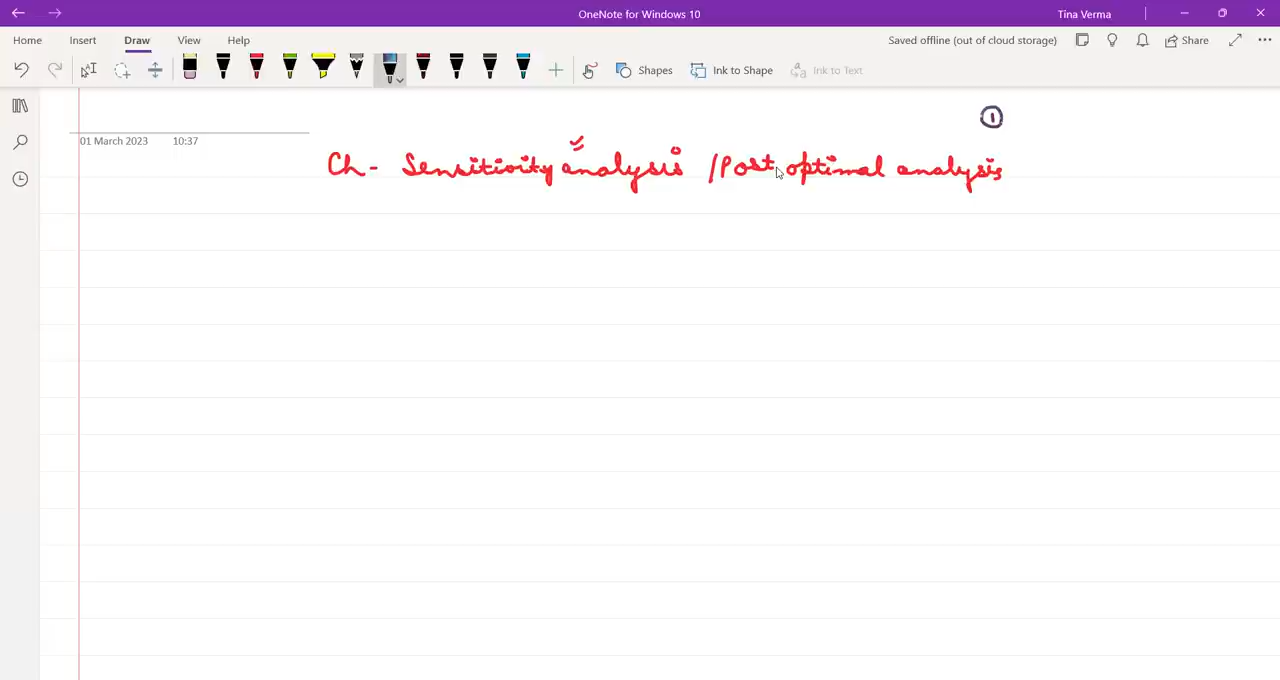 OneNote for Windows 10
Tina Verma
Home Insert Draw View Help
Saved offline (out of cloud storage)
Share
Shapes
Ink to Shape
Ink to Text
1
01 March 2023 10:37
Ch- Sensitivity analysis /Post optimal analysis